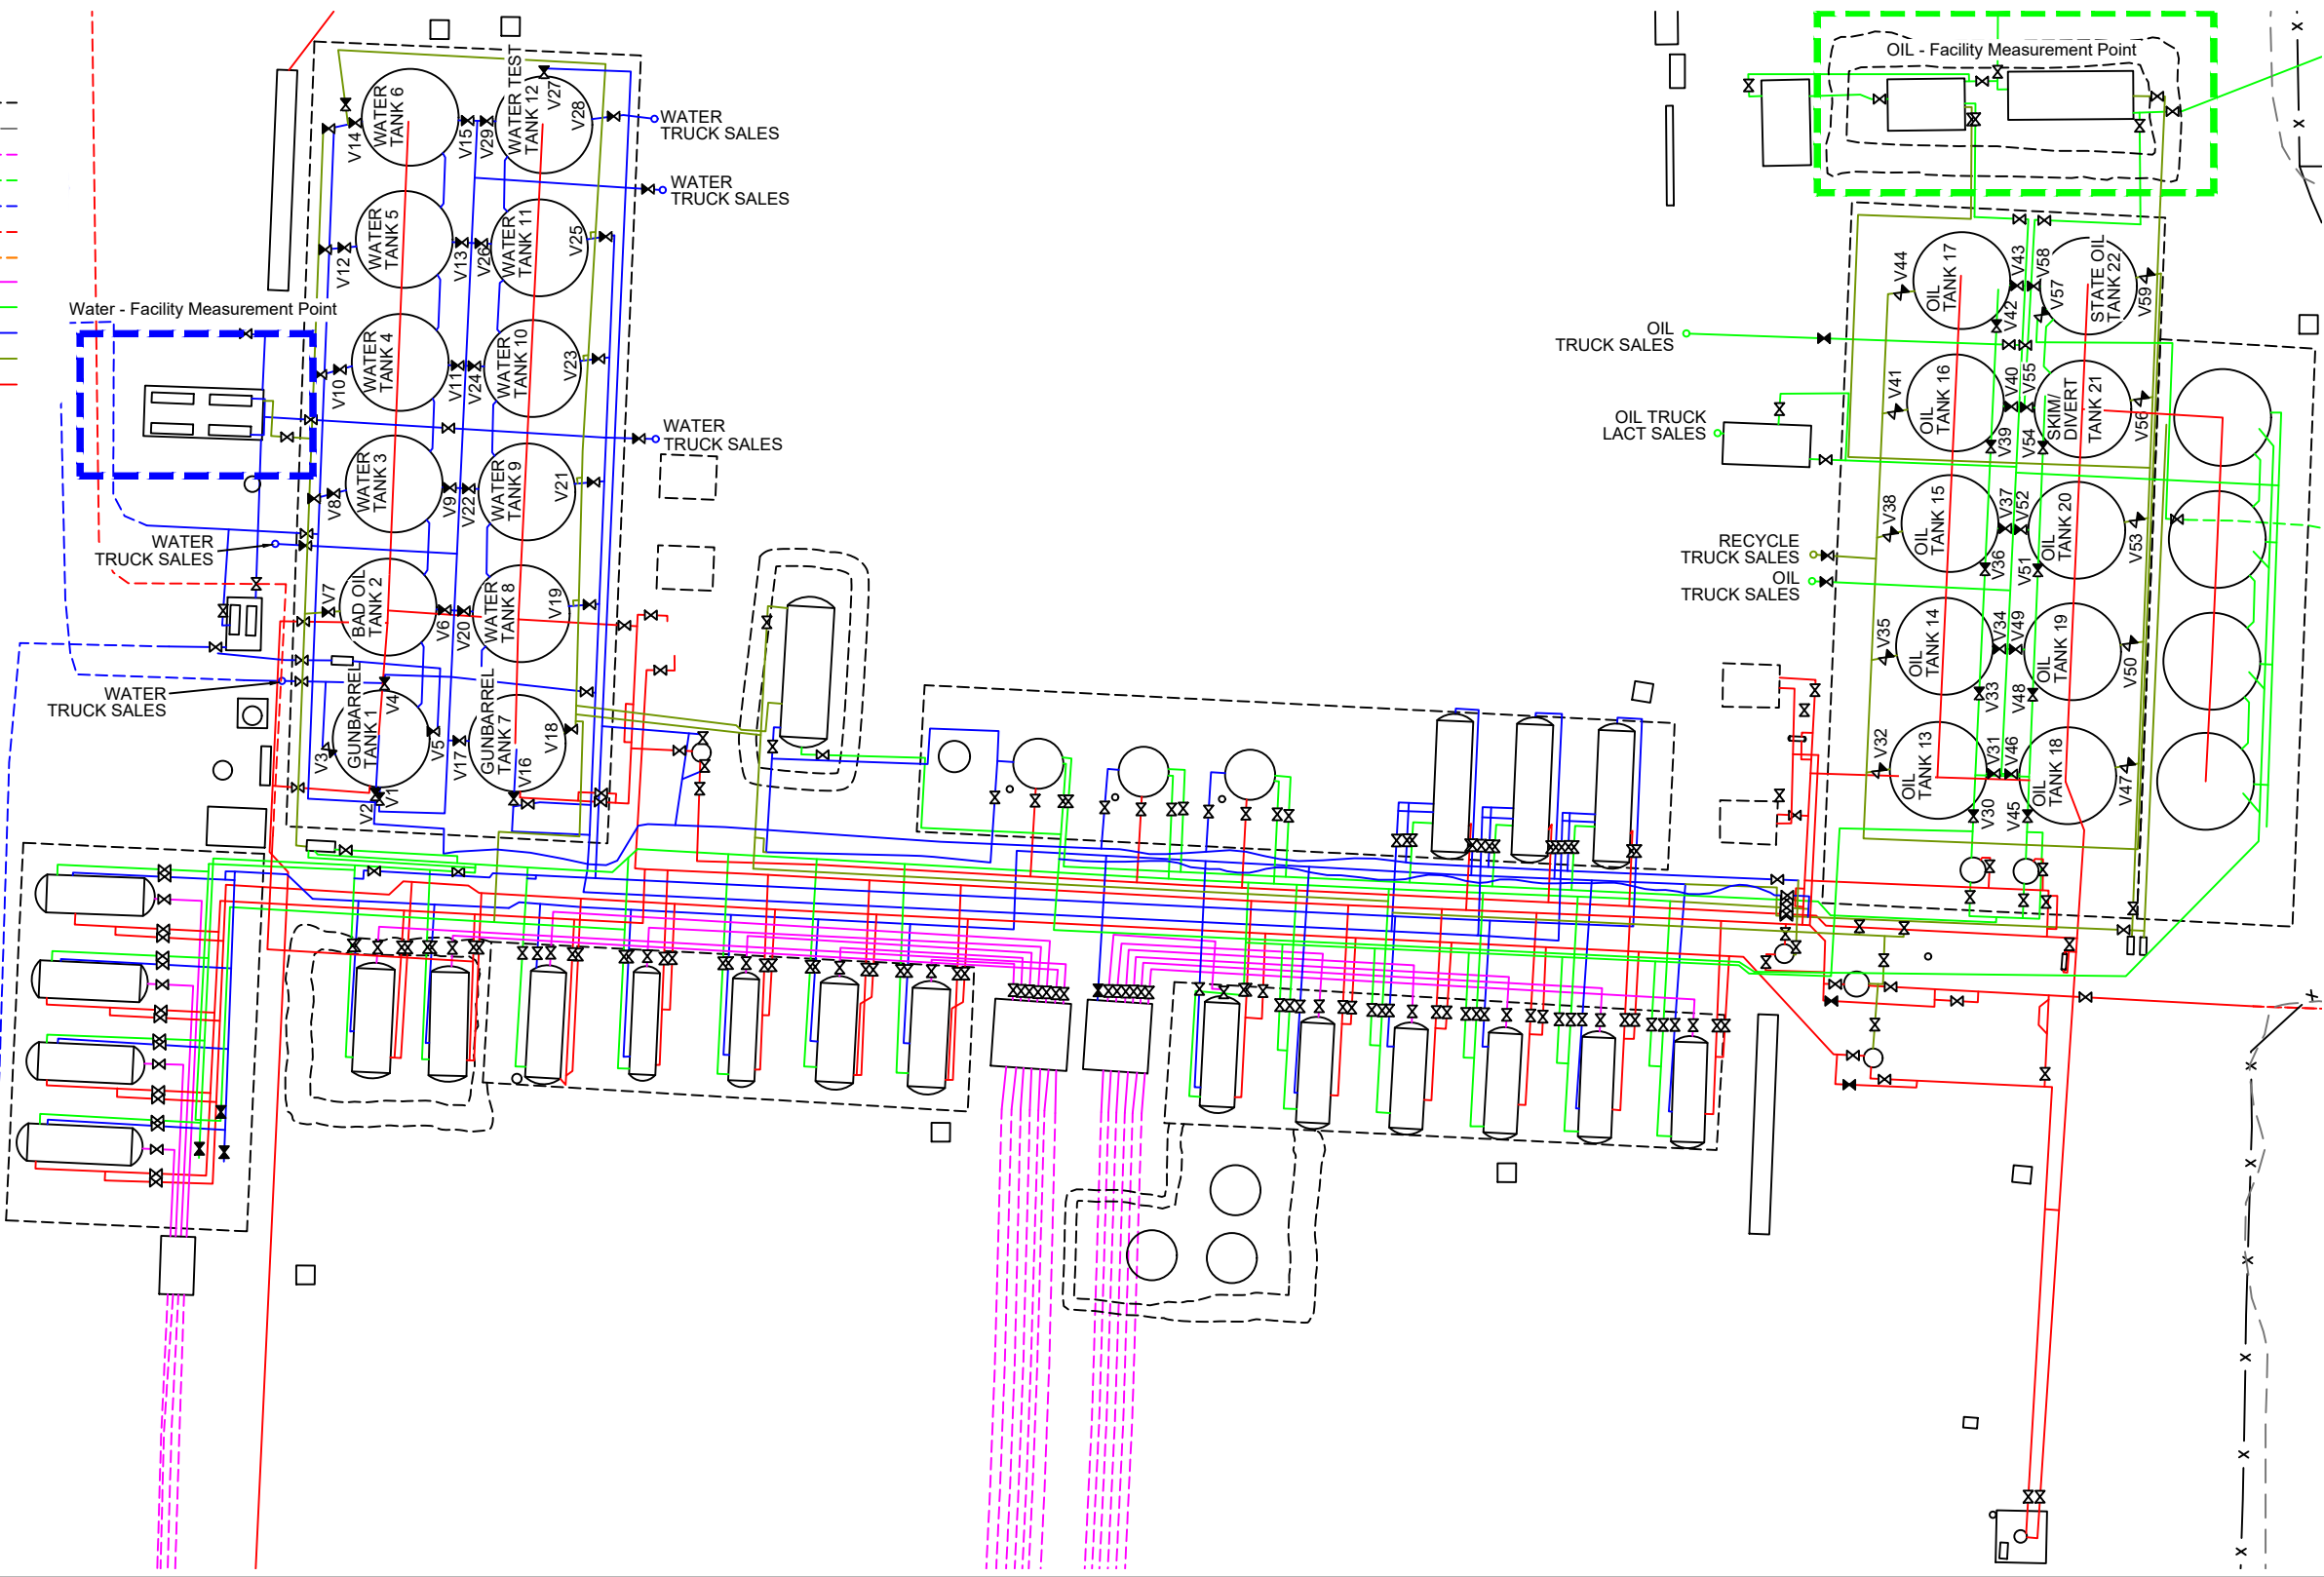 WATER
TANK 6
WATER TEST
TANK 12
V27
V28
V14
V15
V29
WATER
TRUCK SALES
WATER
TRUCK SALES
WATER
TANK 5
WATER
TANK 11
V12
V13
V26
V25
Water - Facility Measurement Point
WATER
TANK 4
WATER
TANK 10
V10
V11
V24
V23
WATER
TRUCK SALES
WATER
TANK 3
WATER
TANK 9
V8
V9
V22
V21
WATER
TRUCK SALES
BAD OIL
TANK 2
WATER
TANK 8
V7
V6
V20
V19
WATER
TRUCK SALES
GUNBARREL
TANK 1
GUNBARREL
TANK 7
V3
V4
V5
V17
V18
V16
V2
V1
OIL - Facility Measurement Point
OIL
TANK 17
STATE OIL
TANK 22
V44
V43
V58
V57
V59
V42
OIL
TRUCK SALES
OIL
TANK 16
SKIM/
DIVERT
TANK 21
V41
V40
V55
V56
V39
V54
OIL TRUCK
LACT SALES
OIL
TANK 15
OIL
TANK 20
V38
V37
V52
V53
V36
V51
RECYCLE
TRUCK SALES
OIL
TRUCK SALES
OIL
TANK 14
OIL
TANK 19
V35
V34
V49
V50
V33
V48
OIL
TANK 13
OIL
TANK 18
V32
V31
V46
V47
V30
V45
X
X
X
X
X
X
X
X
X